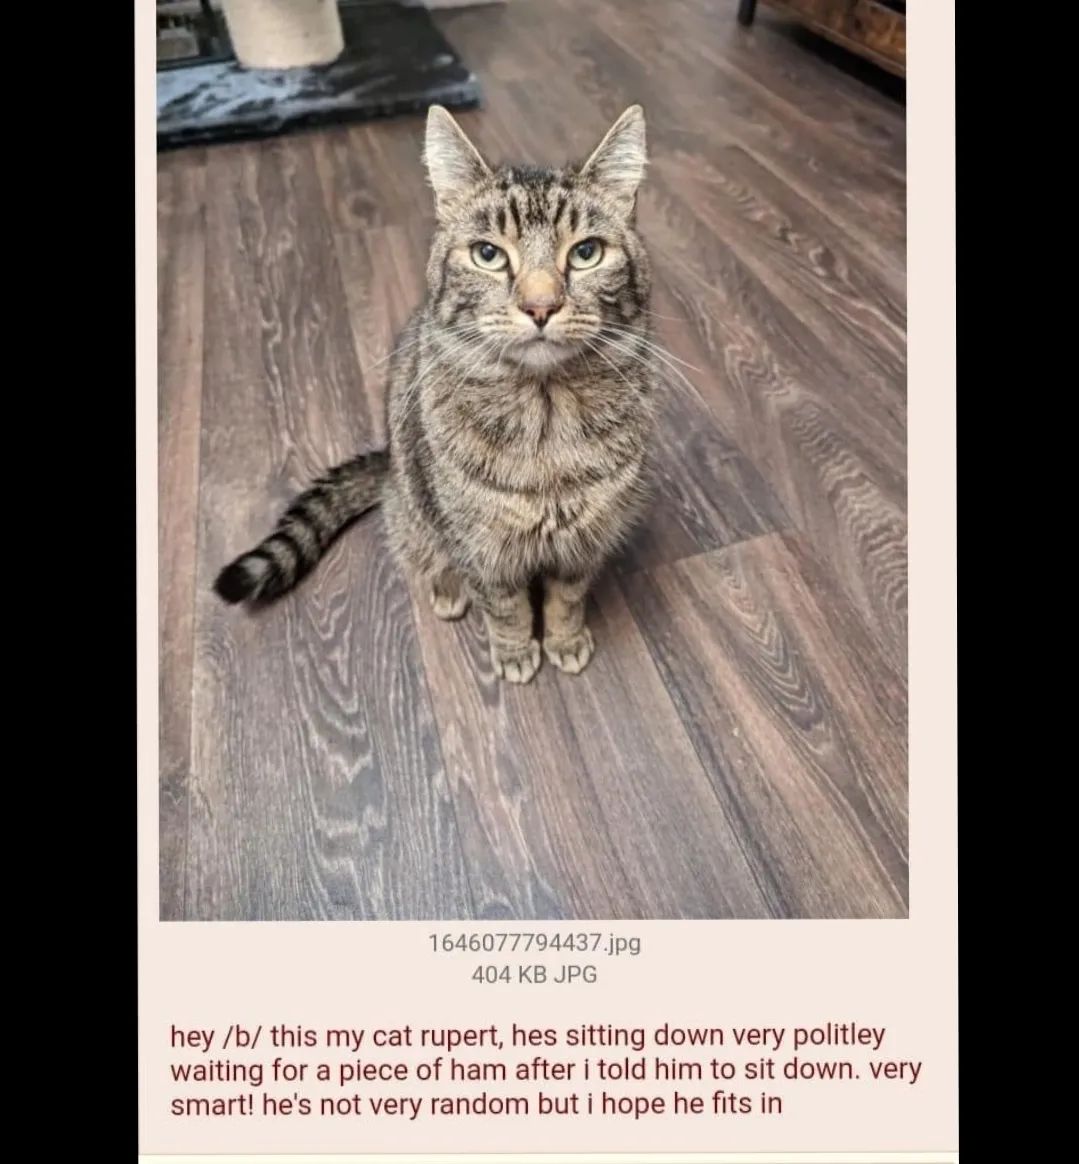 1646077794437.jpg
404 KB JPG
hey /b/ this my cat rupert, hes sitting down very politley
waiting for a piece of ham after i told him to sit down. very
smart! he's not very random but i hope he fits in